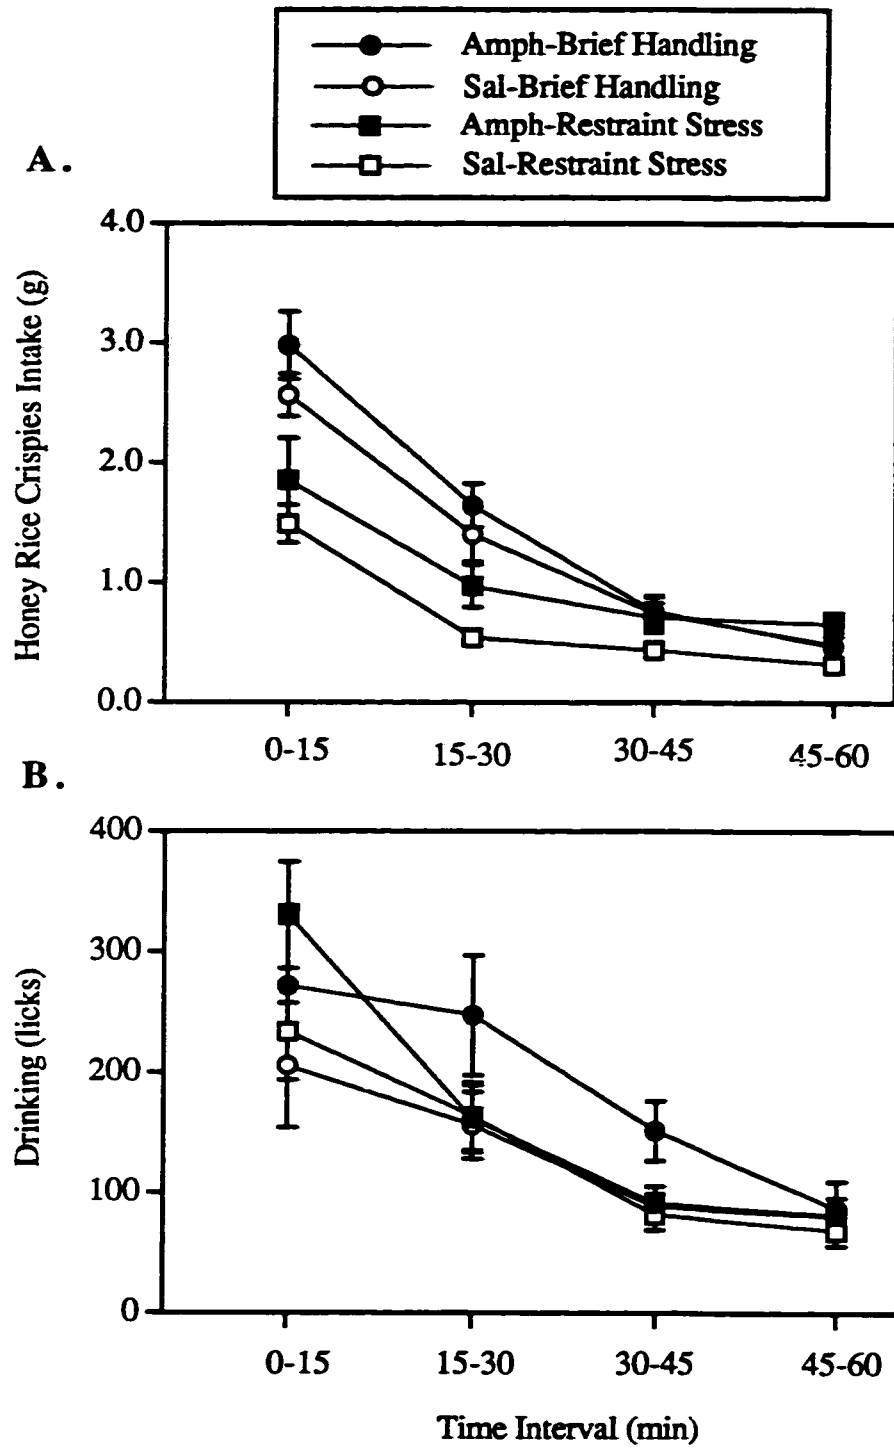 Amph-Brief Handling
Sal-Brief Handling
Amph-Restraint Stress
Sal-Restraint Stress
A.
4.0
3.0
2.0
1.0
0.0
Honey Rice Crispies Intake (g)
0-15
15-30
30-45
45-60
B.
400
300
200
100
0
Drinking (licks)
0-15
15-30
30-45
45-60
Time Interval (min)